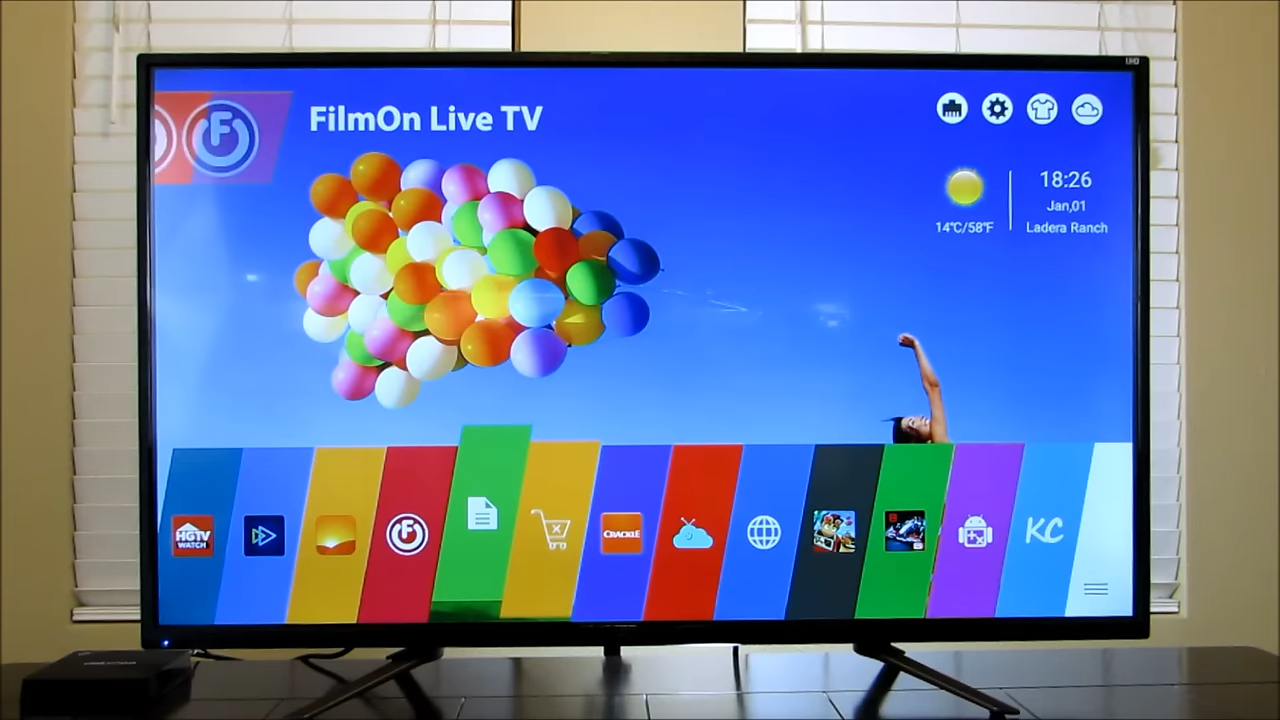 UHD
F
FilmOn Live TV
18:26
Jan,01
14°C/58°F
Ladera Ranch
HGTV
WATCH
F
CRACKLE
KC